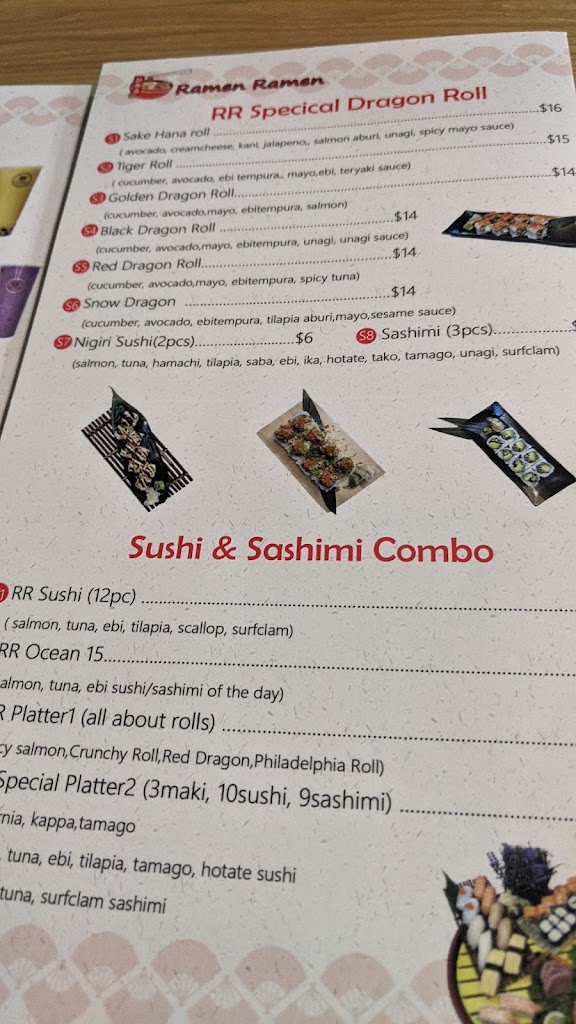 Ramen Ramen
RR Specical Dragon Roll
S1 Sake Hana roll ........ $16
( avocado, creamcheese, kani, jalapeno,, salmon aburi, unagi, spicy mayo sauce)
S2 Tiger Roll ........ $15
( cucumber, avocado, ebi tempura,, mayo,ebi, teryaki sauce)
S3 Golden Dragon Roll........ $14
(cucumber, avocado,mayo, ebitempura, salmon)
S4 Black Dragon Roll ........ $14
(cucumber, avocado,mayo, ebitempura, unagi, unagi sauce)
S5 Red Dragon Roll........ $14
(cucumber, avocado,mayo, ebitempura, spicy tuna)
S6 Snow Dragon ........ $14
(cucumber, avocado, ebitempura, tilapia aburi,mayo,sesame sauce)
S7 Nigiri Sushi(2pcs)........ $6 S8 Sashimi (3pcs)........
(salmon, tuna, hamachi, tilapia, saba, ebi, ika, hotate, tako, tamago, unagi, surfclam)
Sushi & Sashimi Combo
RR Sushi (12pc) ........
( salmon, tuna, ebi, tilapia, scallop, surfclam)
RR Ocean 15........
almon, tuna, ebi sushi/sashimi of the day)
R Platter1 (all about rolls) ........
cy salmon,Crunchy Roll,Red Dragon,Philadelphia Roll)
Special Platter2 (3maki, 10sushi, 9sashimi) ........
rnia, kappa,tamago
, tuna, ebi, tilapia, tamago, hotate sushi
tuna, surfclam sashimi